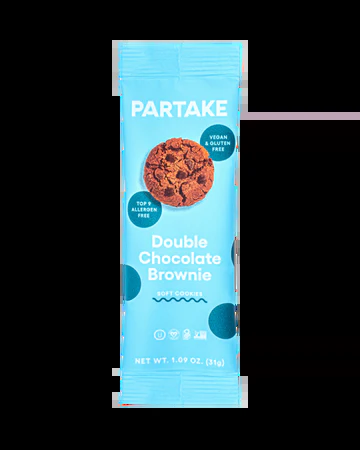 PARTAKE
VEGAN
& GLUTEN
FREE
TOP 9
ALLERGEN
FREE
Double
Chocolate
Brownie
SOFT COOKIES
NET WT. 1.09 OZ. (31g)